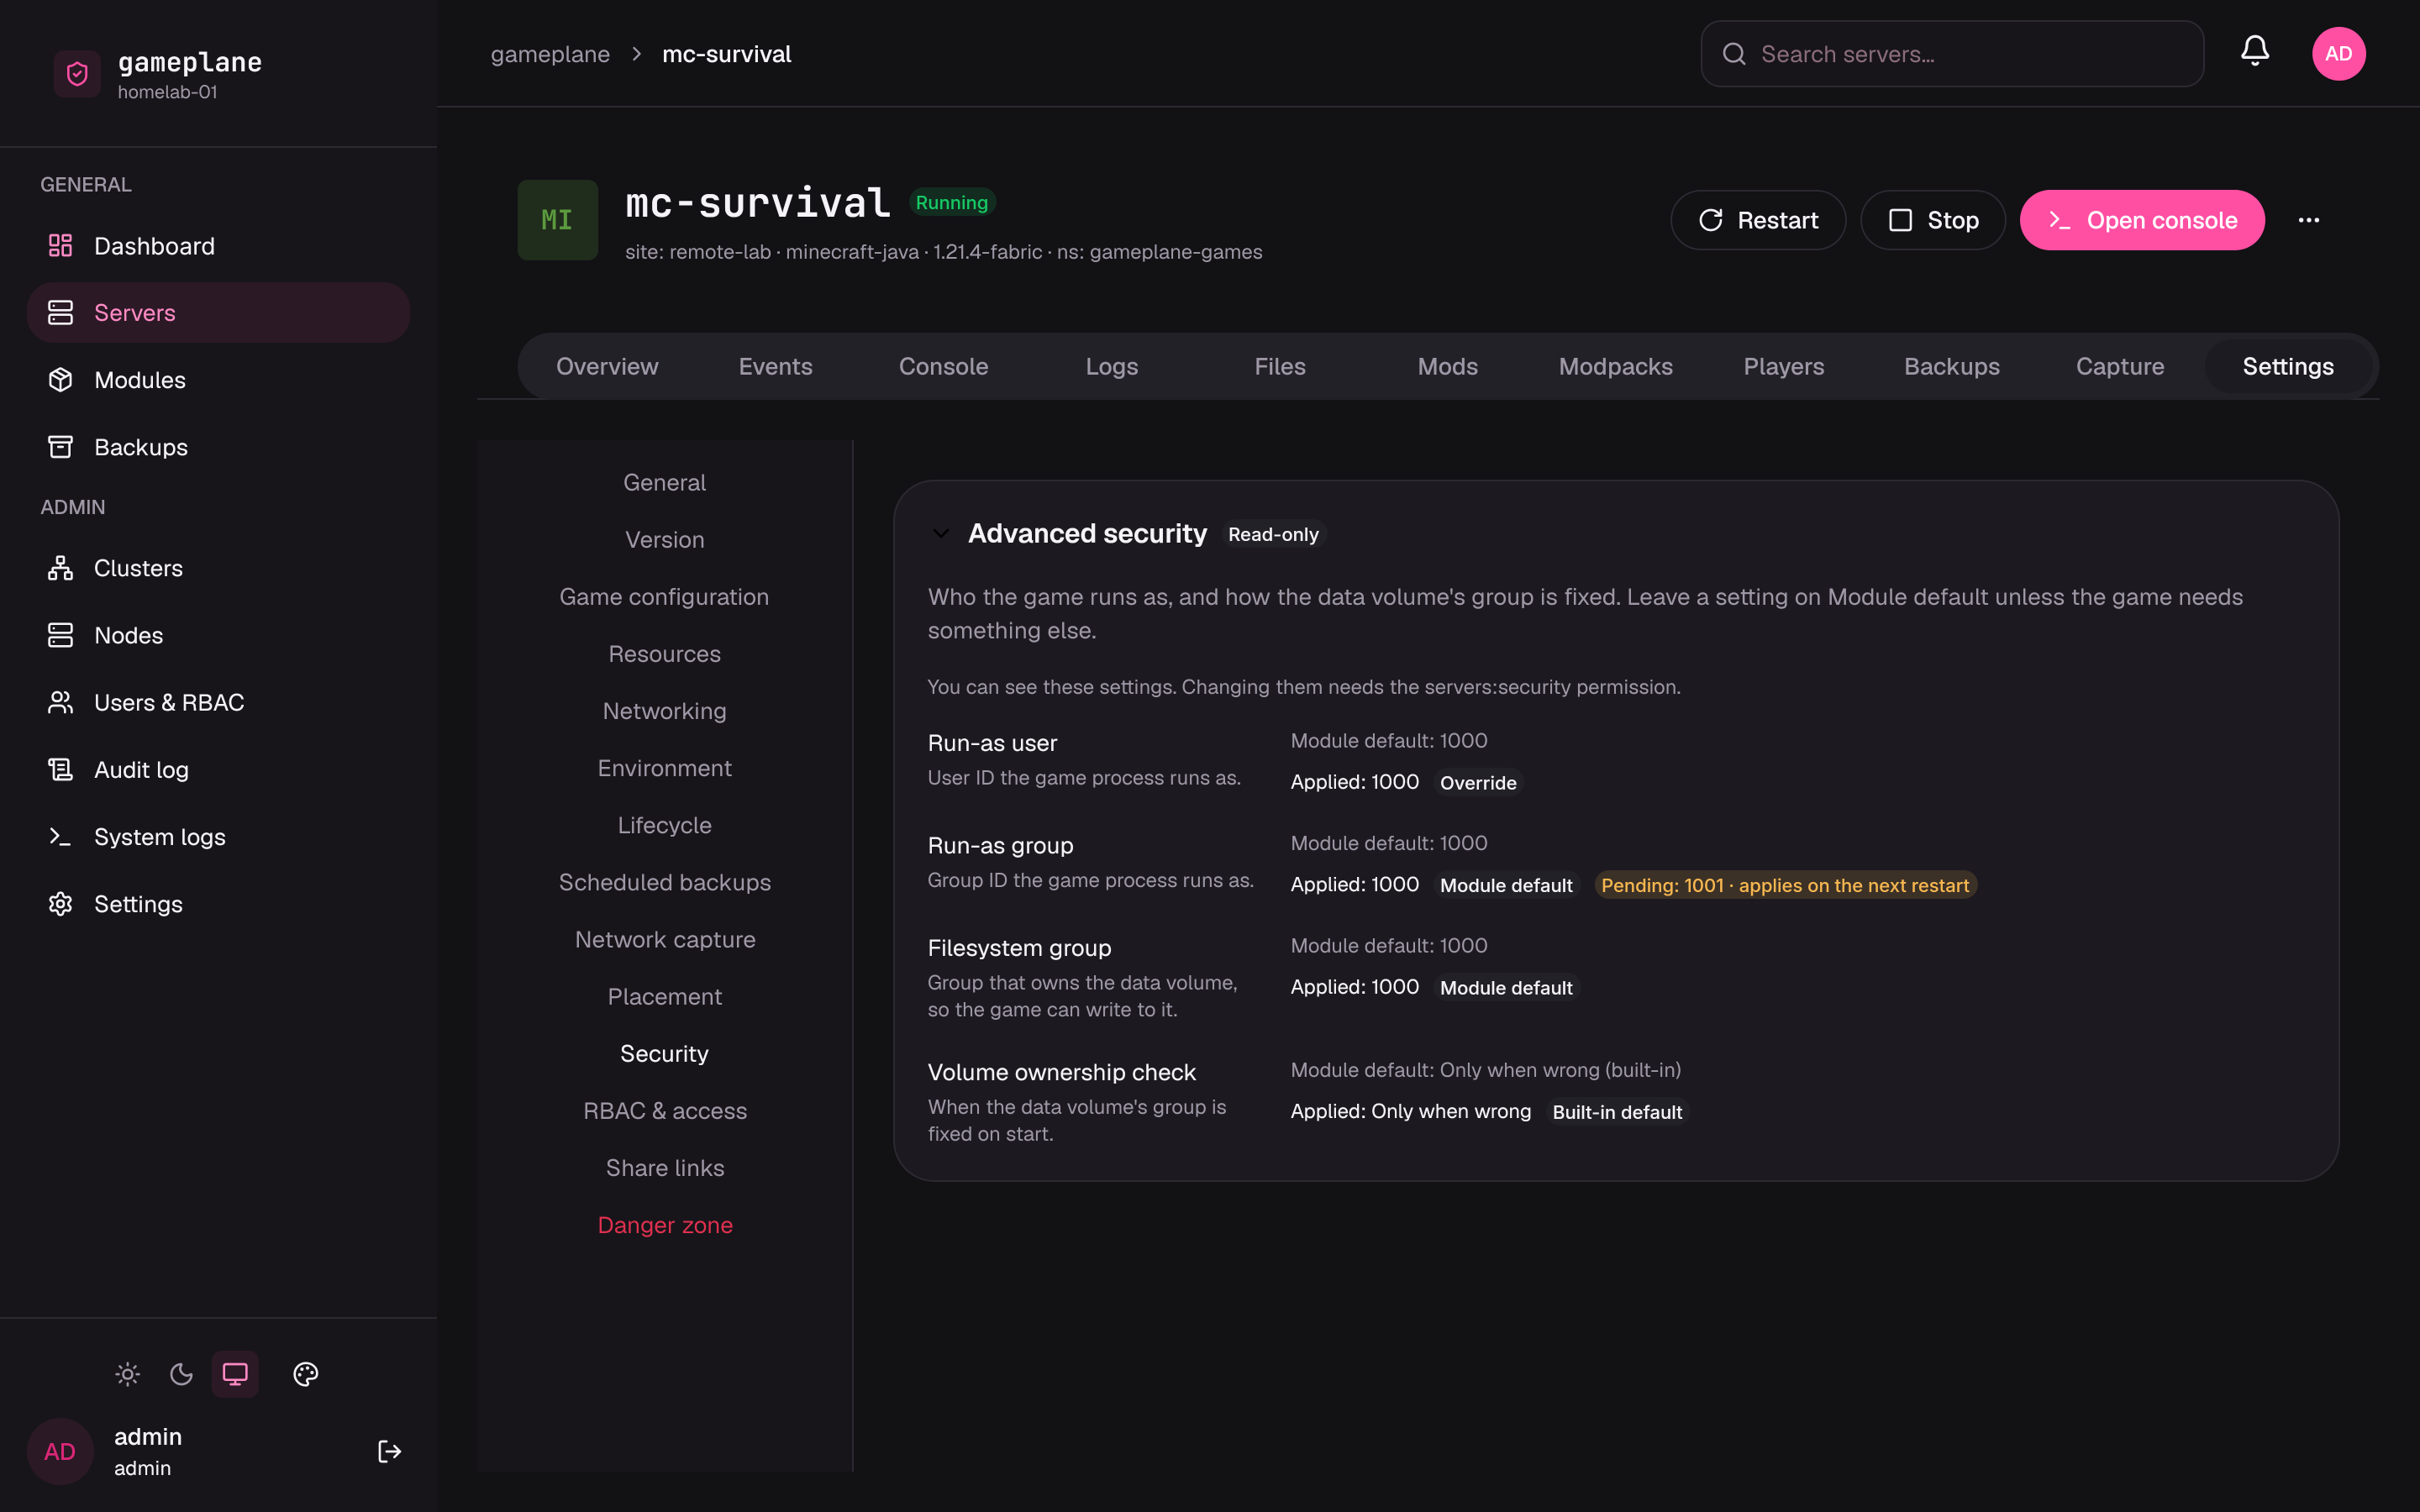 gameplane
homelab-01
GENERAL
Dashboard
Servers
Modules
Backups
ADMIN
Clusters
Nodes
Users & RBAC
Audit log
System logs
Settings
AD
admin
admin
gameplane
mc-survival
Search servers...
AD
MI
mc-survival
Running
site: remote-lab · minecraft-java · 1.21.4-fabric · ns: gameplane-games
Restart
Stop
Open console
Overview
Events
Console
Logs
Files
Mods
Modpacks
Players
Backups
Capture
Settings
General
Version
Game configuration
Resources
Networking
Environment
Lifecycle
Scheduled backups
Network capture
Placement
Security
RBAC & access
Share links
Danger zone
Advanced security
Read-only
Who the game runs as, and how the data volume's group is fixed. Leave a setting on Module default unless the game needs
something else.
You can see these settings. Changing them needs the servers:security permission.
Run-as user
User ID the game process runs as.
Module default: 1000
Applied: 1000
Override
Run-as group
Group ID the game process runs as.
Module default: 1000
Applied: 1000
Module default
Pending: 1001 · applies on the next restart
Filesystem group
Group that owns the data volume,
so the game can write to it.
Module default: 1000
Applied: 1000
Module default
Volume ownership check
When the data volume's group is
fixed on start.
Module default: Only when wrong (built-in)
Applied: Only when wrong
Built-in default